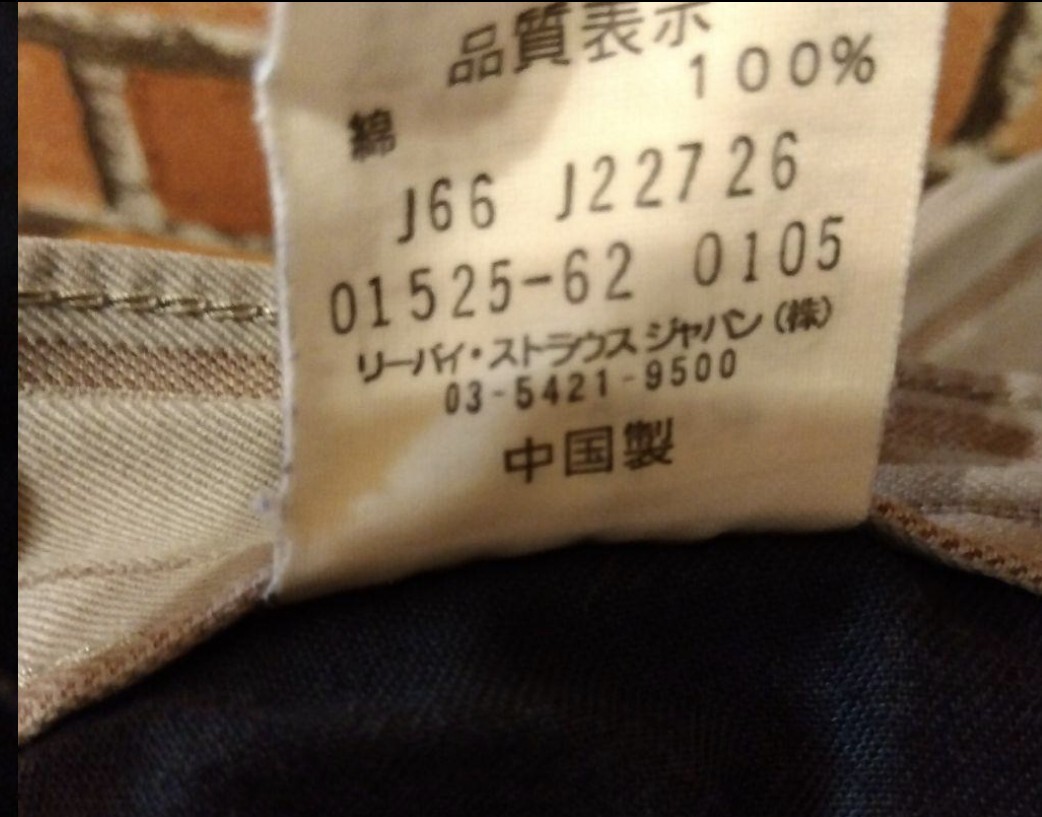 品質表示
綿 100%
J66 J22726
01525-62 0105
リーバイ・ストラウス ジャパン (株)
03-5421-9500
中国製